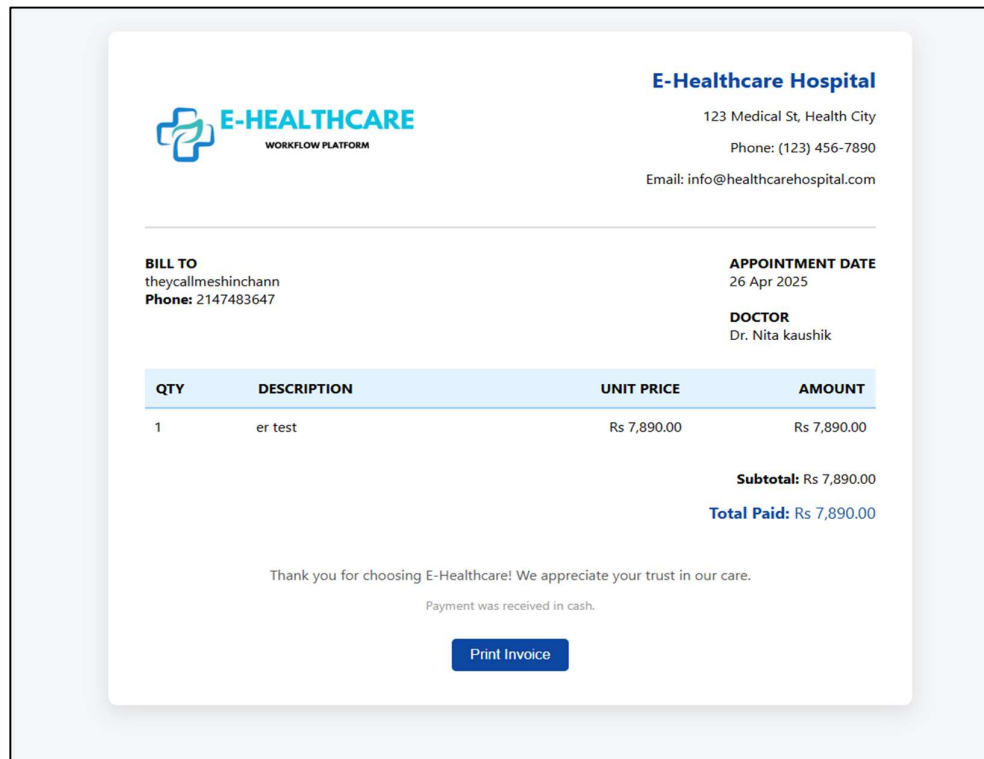 E-HEALTHCARE
WORKFLOW PLATFORM
E-Healthcare Hospital
123 Medical St, Health City
Phone: (123) 456-7890
Email: info@healthcarehospital.com
BILL TO
theycallmeshinchann
Phone: 2147483647
APPOINTMENT DATE
26 Apr 2025
DOCTOR
Dr. Nita kaushik
QTY DESCRIPTION UNIT PRICE AMOUNT
1 er test Rs 7,890.00 Rs 7,890.00
Subtotal: Rs 7,890.00
Total Paid: Rs 7,890.00
Thank you for choosing E-Healthcare! We appreciate your trust in our care.
Payment was received in cash.
Print Invoice